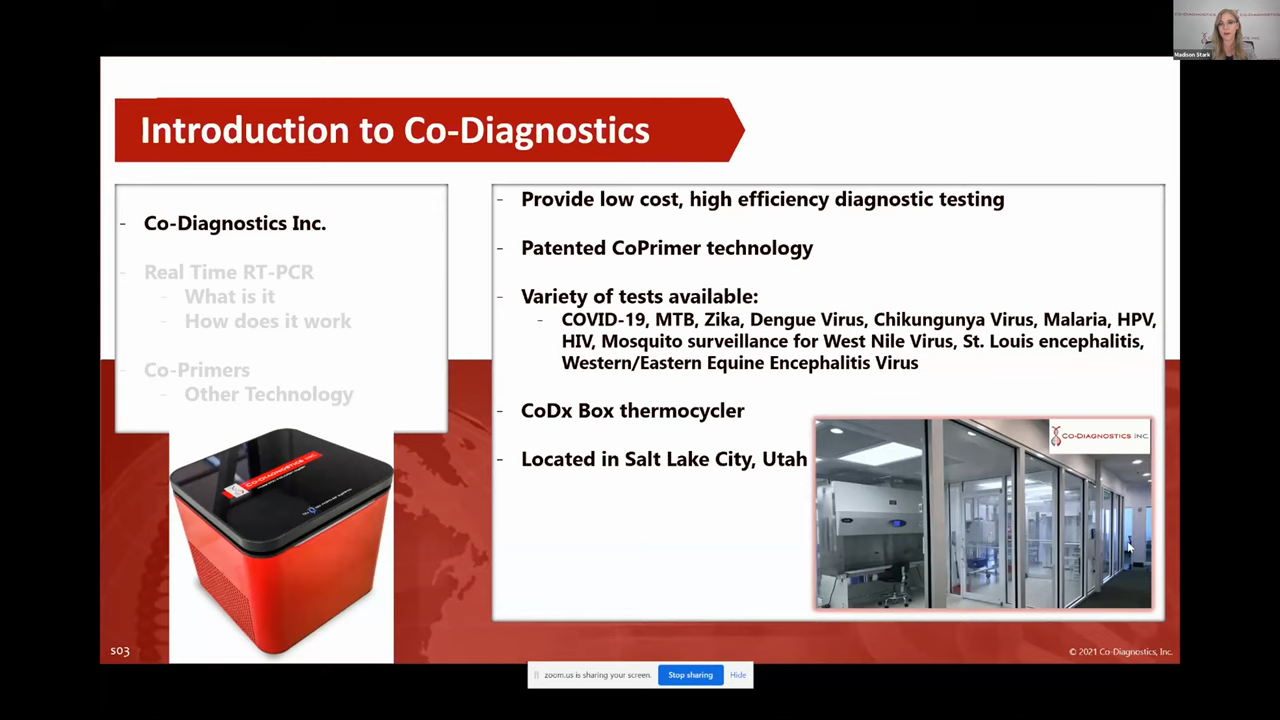 Madison Stark
Introduction to Co-Diagnostics
- Co-Diagnostics Inc.
- Real Time RT-PCR
- What is it
- How does it work
- Co-Primers
- Other Technology
- Provide low cost, high efficiency diagnostic testing
- Patented CoPrimer technology
- Variety of tests available:
- COVID-19, MTB, Zika, Dengue Virus, Chikungunya Virus, Malaria, HPV,
HIV, Mosquito surveillance for West Nile Virus, St. Louis encephalitis,
Western/Eastern Equine Encephalitis Virus
- CoDx Box thermocycler
- Located in Salt Lake City, Utah
CO-DIAGNOSTICS INC.
CO-DIAGNOSTICS INC
s03
© 2021 Co-Diagnostics, Inc.
zoom.us is sharing your screen.
Stop sharing
Hide